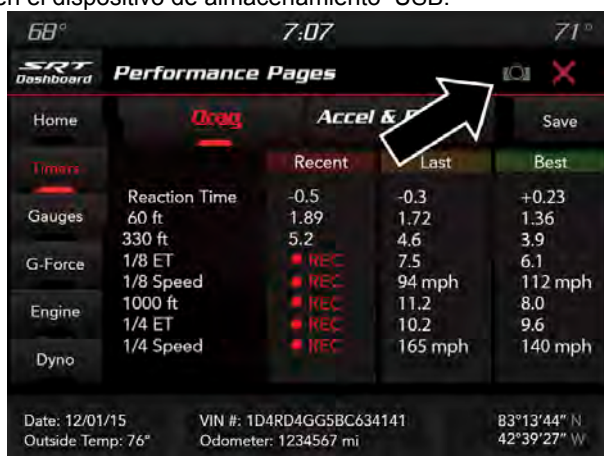 en el dispositivo de almacenamiento USB.
68° 7:07 71°
SRT Performance Pages
Dashboard
Home Drag Accel & Save
Timers Recent Last Best
Reaction Time -0.5 -0.3 +0.23
Gauges 60 ft 1.89 1.72 1.36
330 ft 5.2 4.6 3.9
G-Force 1/8 ET REC 7.5 6.1
1/8 Speed REC 94 mph 112 mph
Engine 1000 ft REC 11.2 8.0
1/4 ET REC 10.2 9.6
Dyno 1/4 Speed REC 165 mph 140 mph
Date: 12/01/15 VIN #: 1D4RD4GG5BC634141 83°13'44" N
Outside Temp: 76° Odometer: 1234567 mi 42°39'27" W